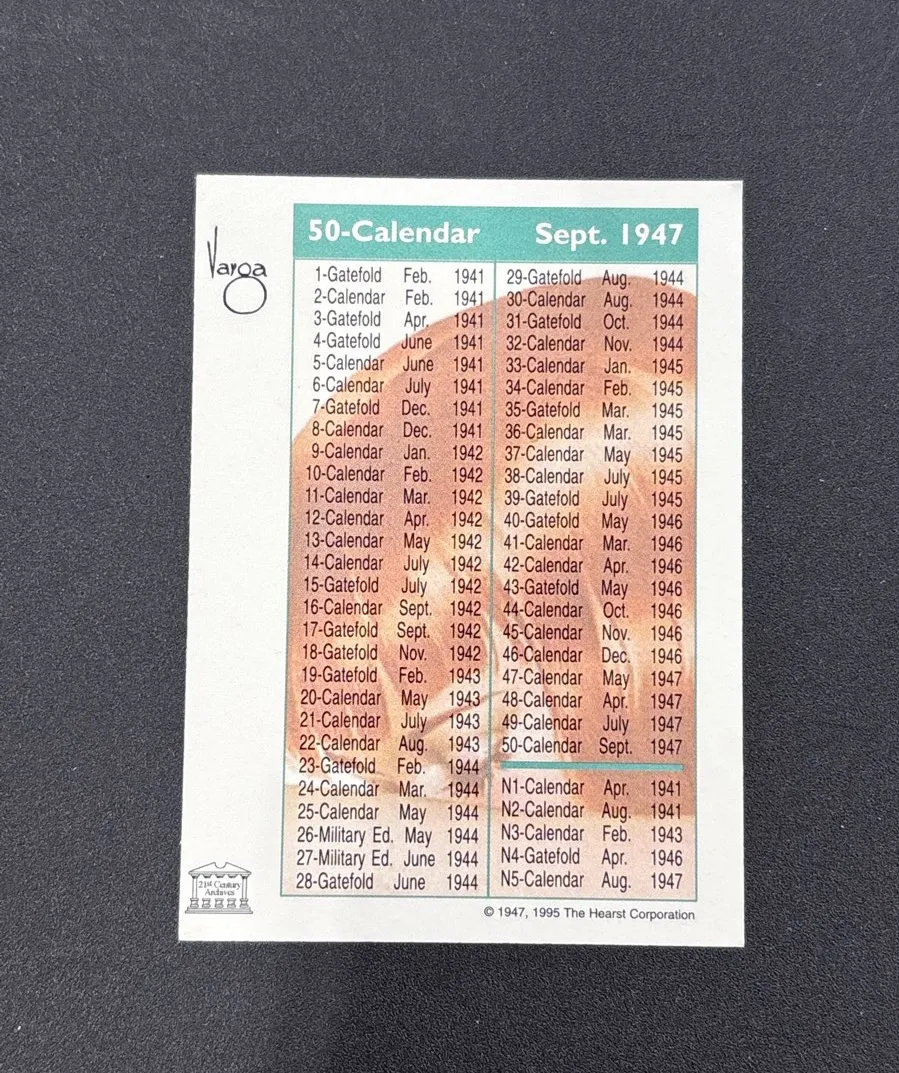 50-Calendar Sept. 1947
Varga
1-Gatefold Feb. 1941
2-Calendar Feb. 1941
3-Gatefold Apr. 1941
4-Gatefold June 1941
5-Calendar June 1941
6-Calendar July 1941
7-Gatefold Dec. 1941
8-Calendar Dec. 1941
9-Calendar Jan. 1942
10-Calendar Feb. 1942
11-Calendar Mar. 1942
12-Calendar Apr. 1942
13-Calendar May 1942
14-Calendar July 1942
15-Gatefold July 1942
16-Calendar Sept. 1942
17-Gatefold Sept. 1942
18-Gatefold Nov. 1942
19-Gatefold Feb. 1943
20-Calendar May 1943
21-Calendar July 1943
22-Calendar Aug. 1943
23-Gatefold Feb. 1944
24-Calendar Mar. 1944
25-Calendar May 1944
26-Military Ed. May 1944
27-Military Ed. June 1944
28-Gatefold June 1944
29-Gatefold Aug. 1944
30-Calendar Aug. 1944
31-Gatefold Oct. 1944
32-Calendar Nov. 1944
33-Calendar Jan. 1945
34-Calendar Feb. 1945
35-Gatefold Mar. 1945
36-Calendar Mar. 1945
37-Calendar May 1945
38-Calendar July 1945
39-Gatefold July 1945
40-Gatefold May 1946
41-Calendar Mar. 1946
42-Calendar Apr. 1946
43-Gatefold May 1946
44-Calendar Oct. 1946
45-Calendar Nov. 1946
46-Calendar Dec. 1946
47-Calendar May 1947
48-Calendar Apr. 1947
49-Calendar July 1947
50-Calendar Sept. 1947
N1-Calendar Apr. 1941
N2-Calendar Aug. 1941
N3-Calendar Feb. 1943
N4-Gatefold Apr. 1946
N5-Calendar Aug. 1947
21st Century
Archives
© 1947, 1995 The Hearst Corporation